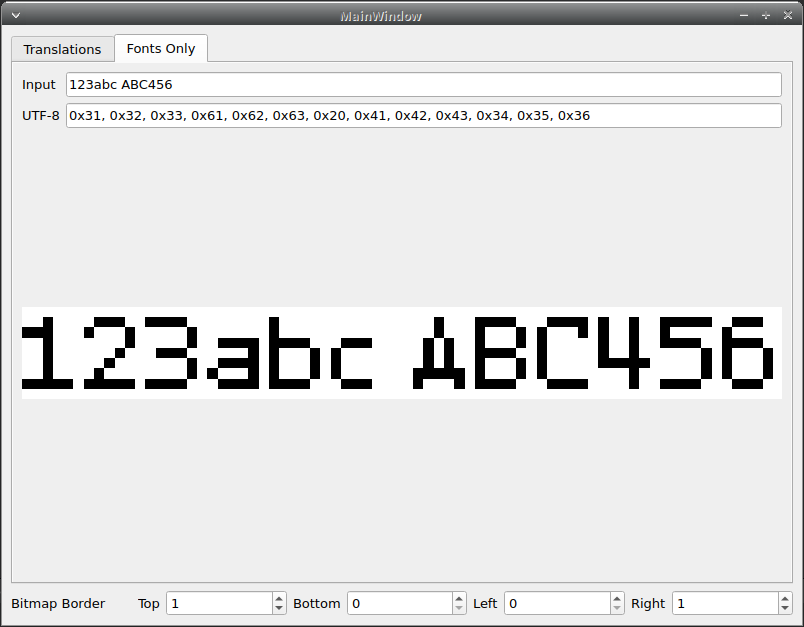 MainWindow
Translations
Fonts Only
Input 123abc ABC456
UTF-8 0x31, 0x32, 0x33, 0x61, 0x62, 0x63, 0x20, 0x41, 0x42, 0x43, 0x34, 0x35, 0x36
123abc ДBC456
Bitmap Border Top 1 Bottom 0 Left 0 Right 1